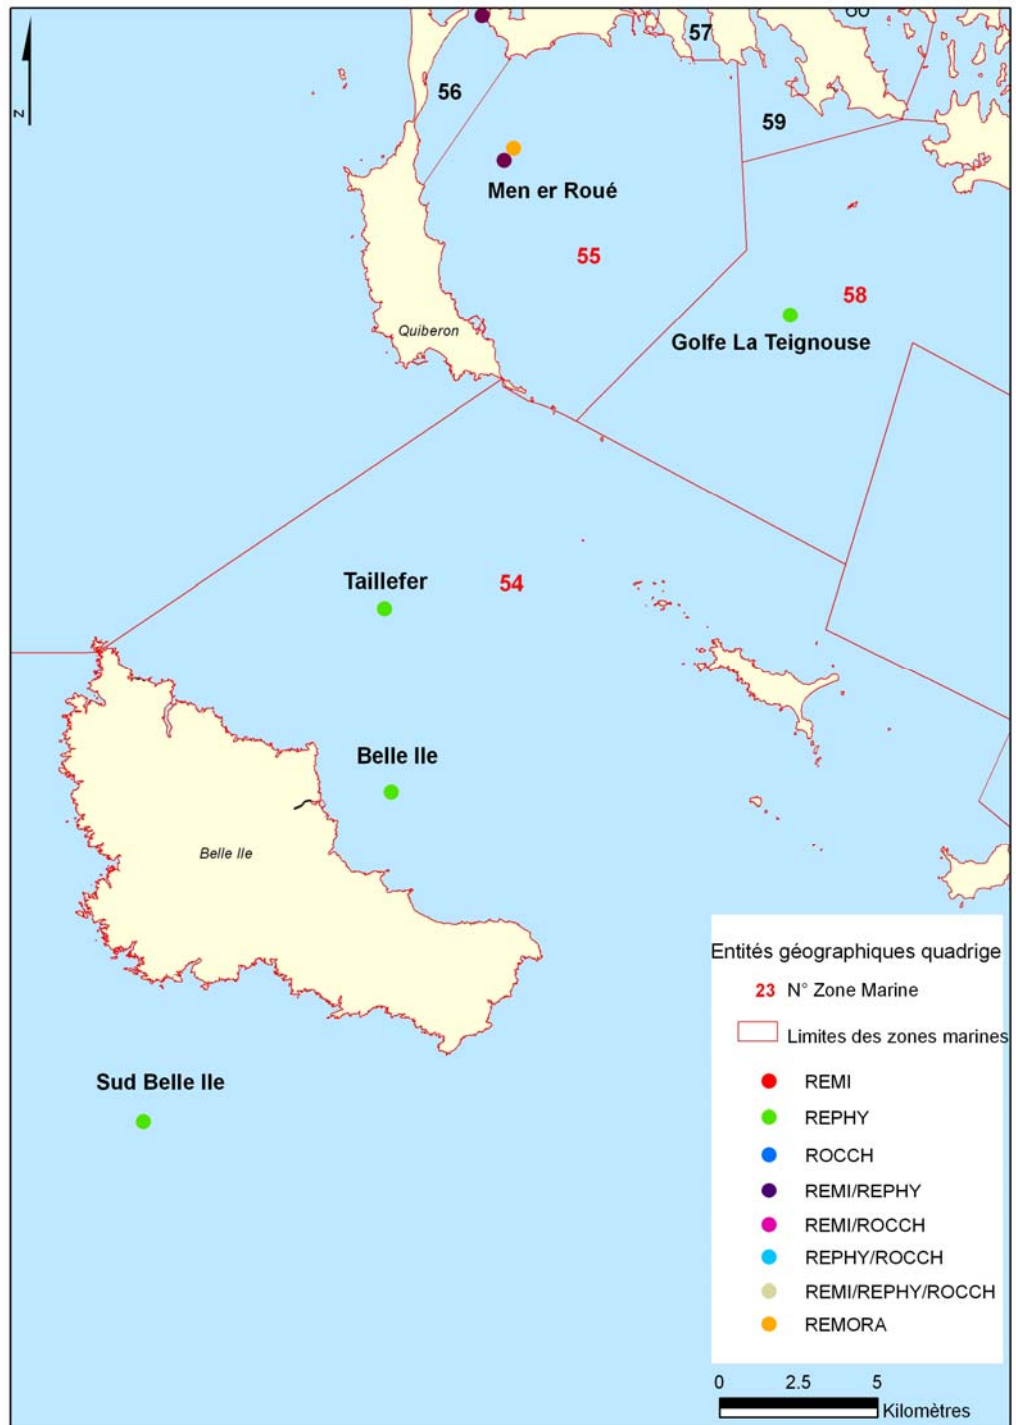 60
57
56
59
Z
Men er Roué
55
58
Quiberon
Golfe La Teignouse
Taillefer
54
Belle Ile
Belle Ile
Sud Belle Ile
Entités géographiques quadrige
23 N° Zone Marine
Limites des zones marines
REMI
REPHY
ROCCH
REMI/REPHY
REMI/ROCCH
REPHY/ROCCH
REMI/REPHY/ROCCH
REMORA
0 2.5 5
Kilomètres